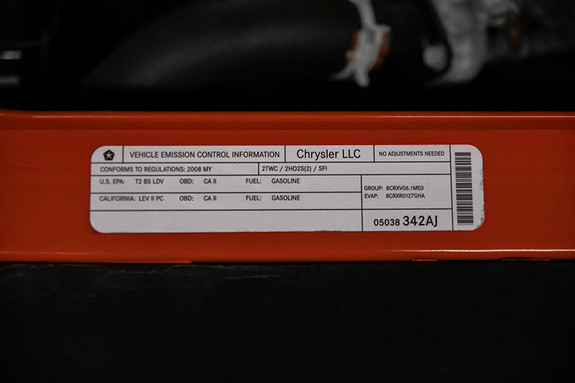 VEHICLE EMISSION CONTROL INFORMATION Chrysler LLC NO ADJUSTMENTS NEEDED
CONFORMS TO REGULATIONS: 2008 MY 2TWC / 2HO2S(2) / SFI
U.S. EPA: T2 B5 LDV OBD: CA II FUEL: GASOLINE
CALIFORNIA: LEV II PC OBD: CA II FUEL: GASOLINE
GROUP: 8CRXV06.1ME0
EVAP: 8CRXR0127GHA
05038 342AJ